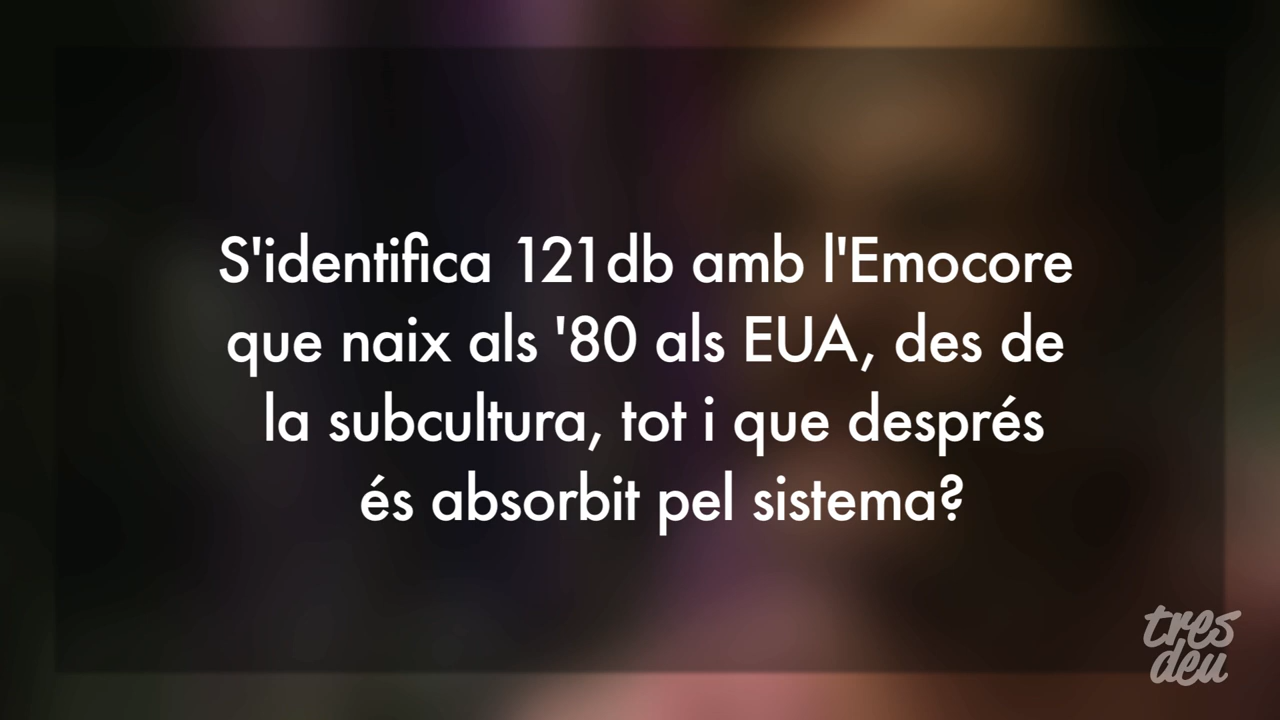 S'identifica 121db amb l'Emocore
que naix als '80 als EUA, des de
la subcultura, tot i que després
és absorbit pel sistema?
tres
deu